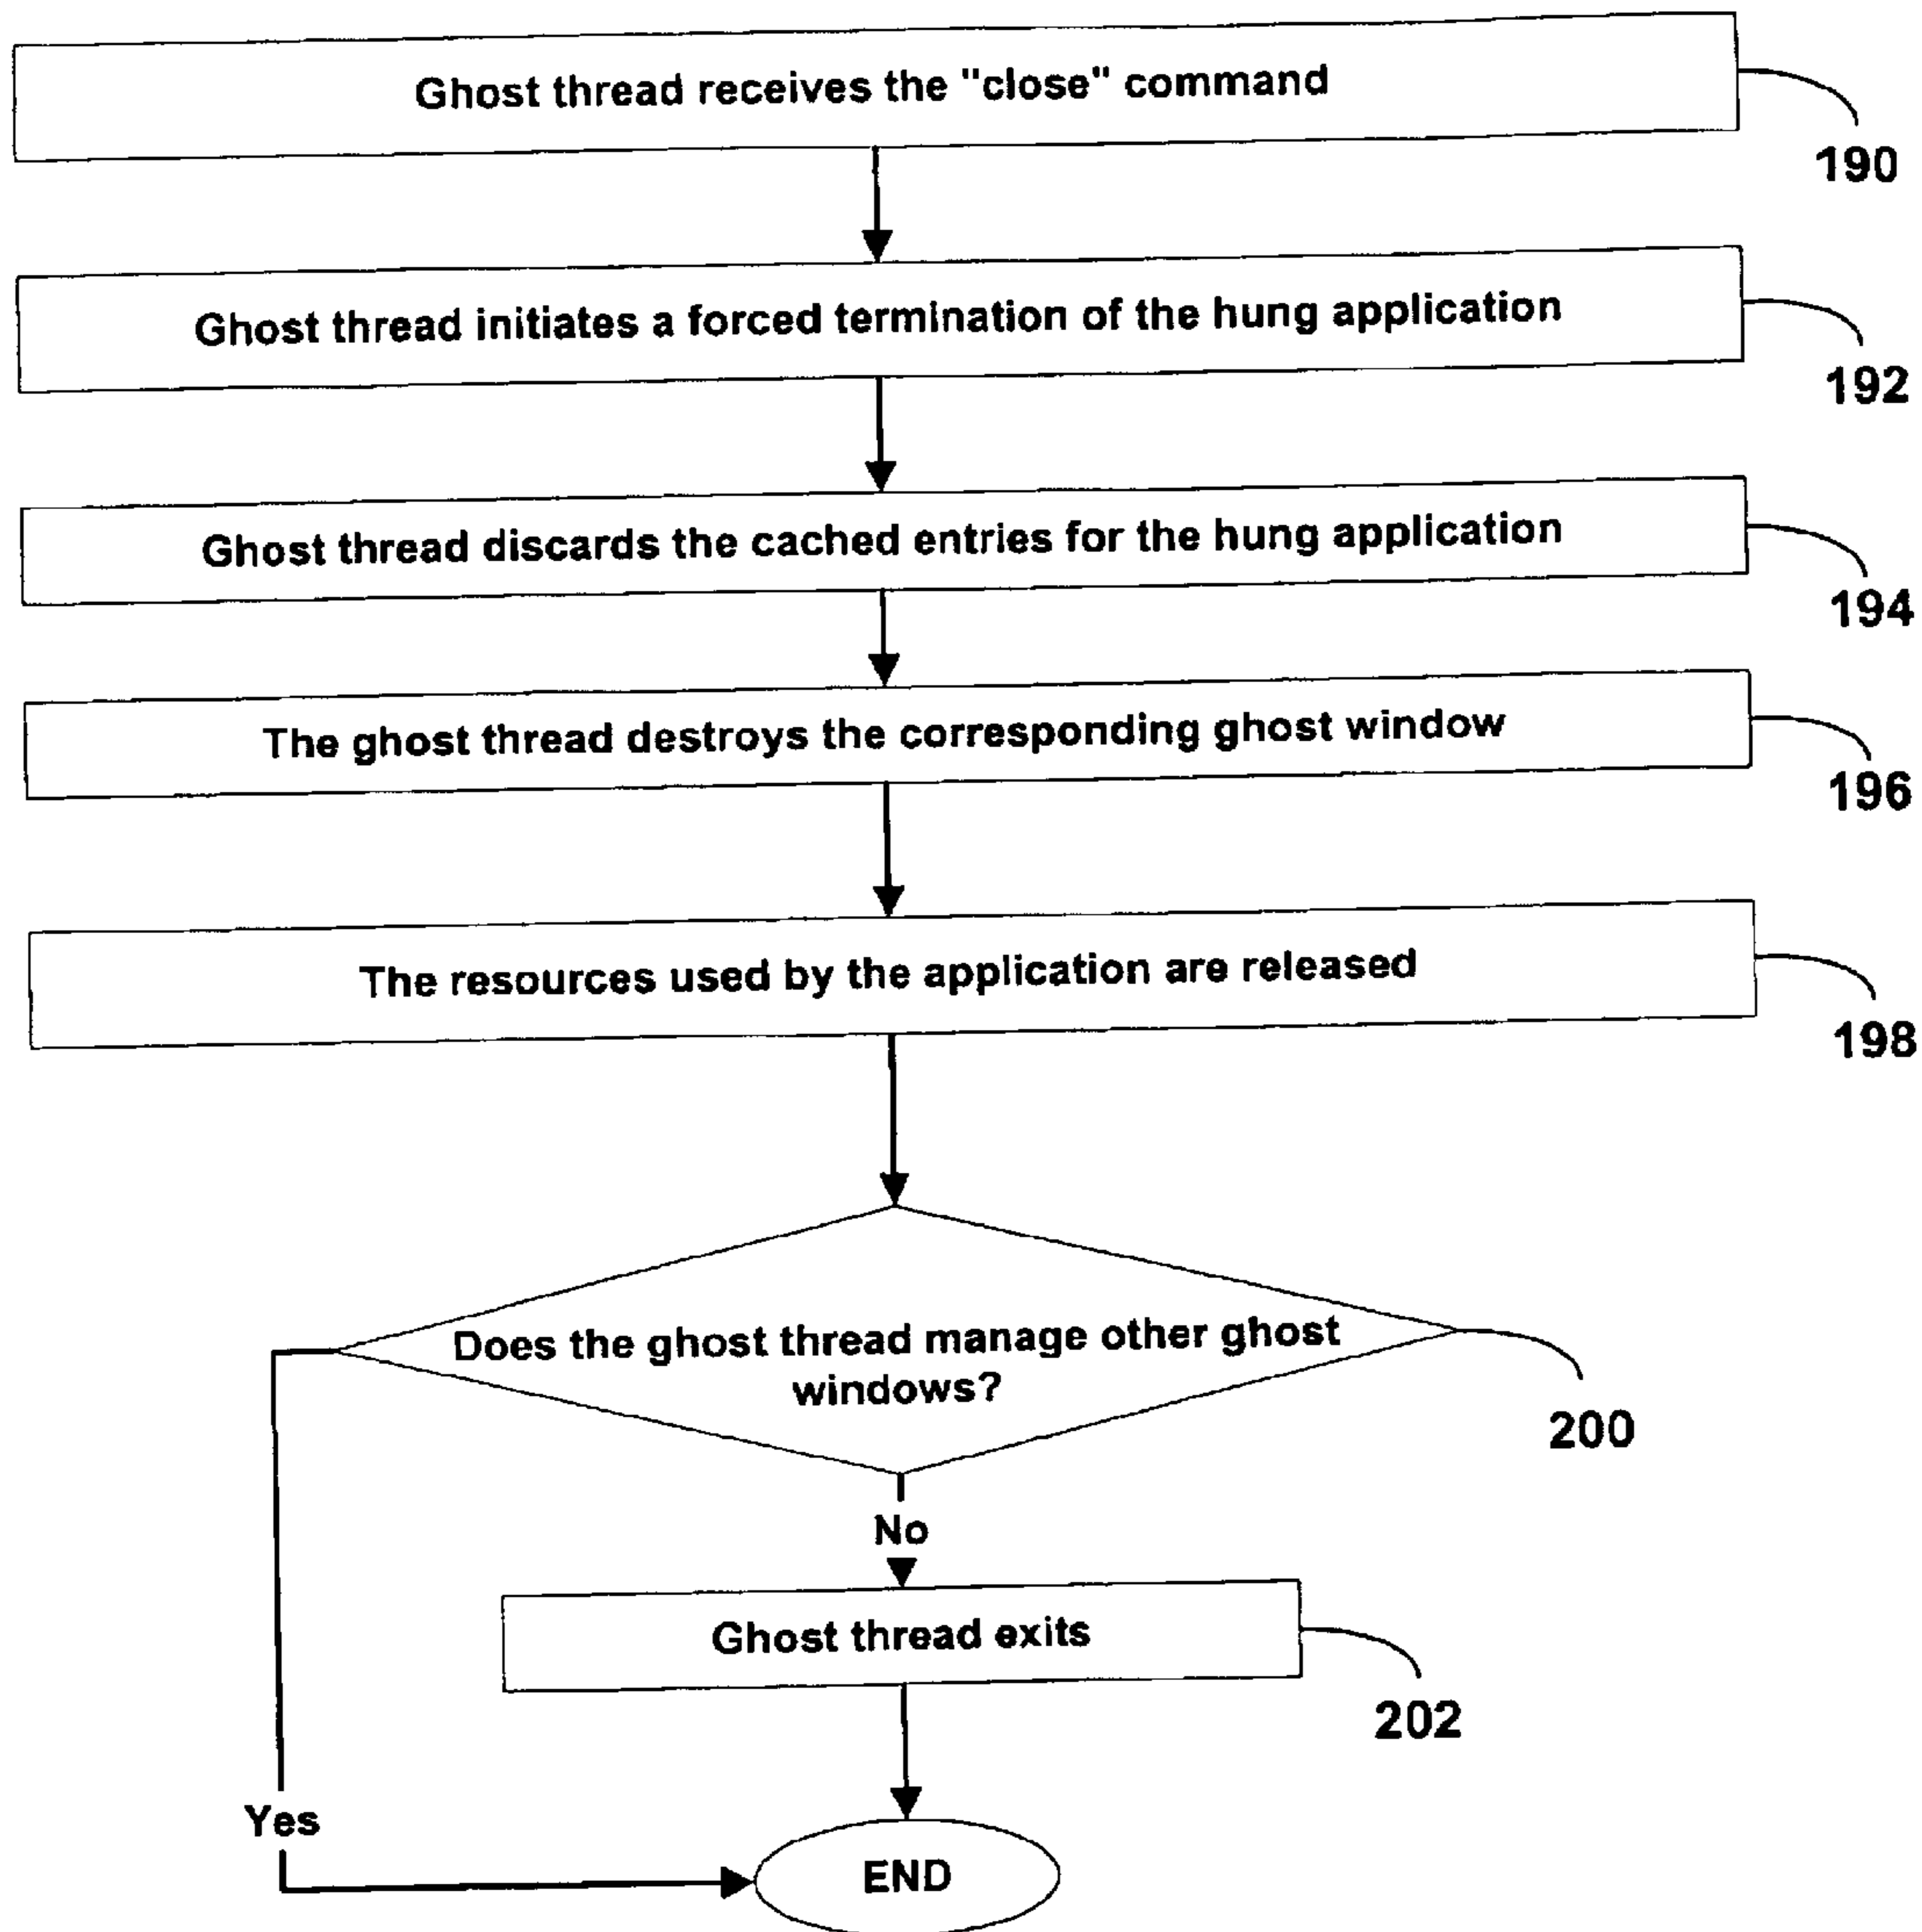 Ghost thread receives the "close" command
190
Ghost thread initiates a forced termination of the hung application
192
Ghost thread discards the cached entries for the hung application
194
The ghost thread destroys the corresponding ghost window
196
The resources used by the application are released
198
Does the ghost thread manage other ghost
windows?
200
No
Ghost thread exits
202
Yes
END